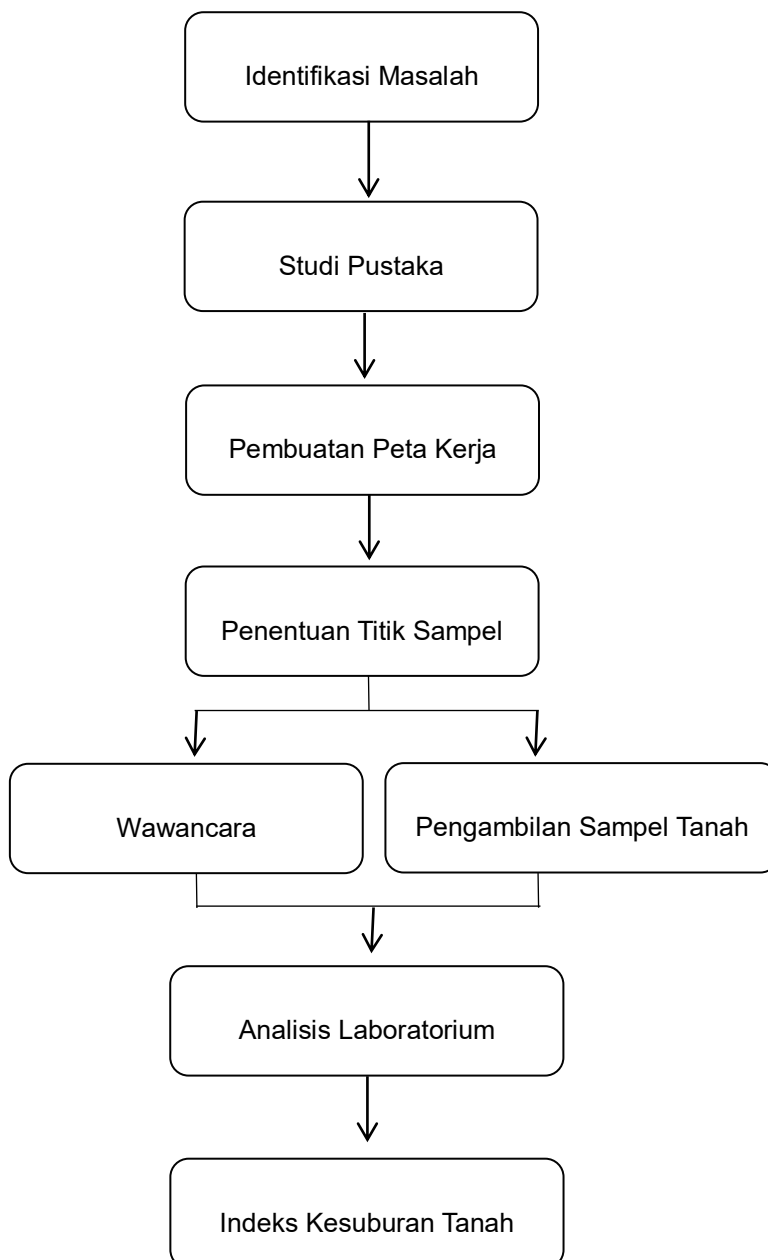 Identifikasi Masalah
Studi Pustaka
Pembuatan Peta Kerja
Penentuan Titik Sampel
Wawancara
Pengambilan Sampel Tanah
Analisis Laboratorium
Indeks Kesuburan Tanah